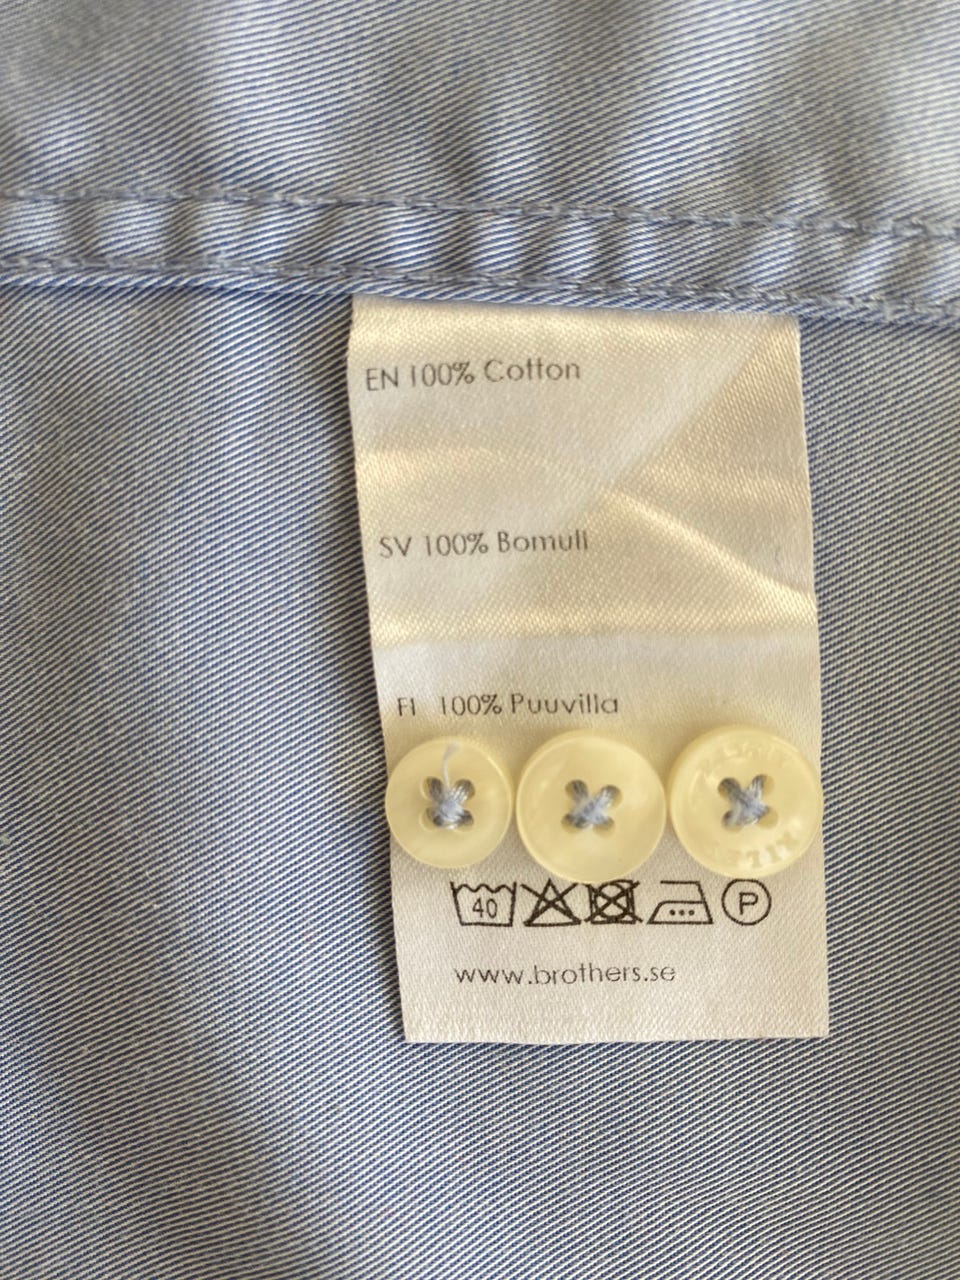 EN 100% Cotton
SV 100% Bomull
FI 100% Puuvilla
40 P
www.brothers.se